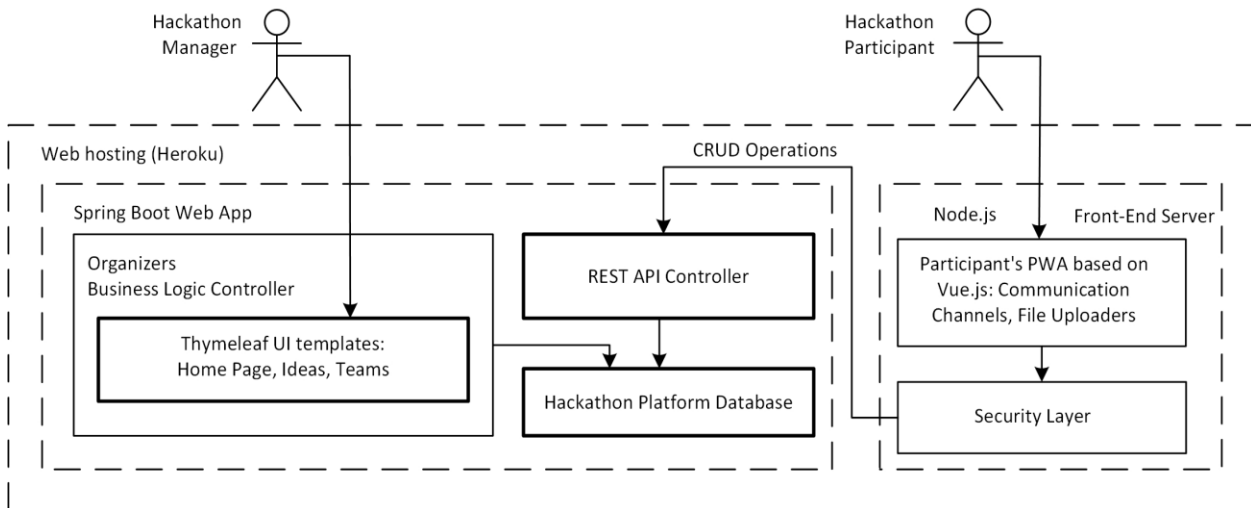 Hackathon
Manager
Hackathon
Participant
Web hosting (Heroku)
CRUD Operations
Spring Boot Web App
Node.js
Front-End Server
Organizers
Business Logic Controller
REST API Controller
Participant's PWA based on
Vue.js: Communication
Channels, File Uploaders
Thymeleaf UI templates:
Home Page, Ideas, Teams
Hackathon Platform Database
Security Layer